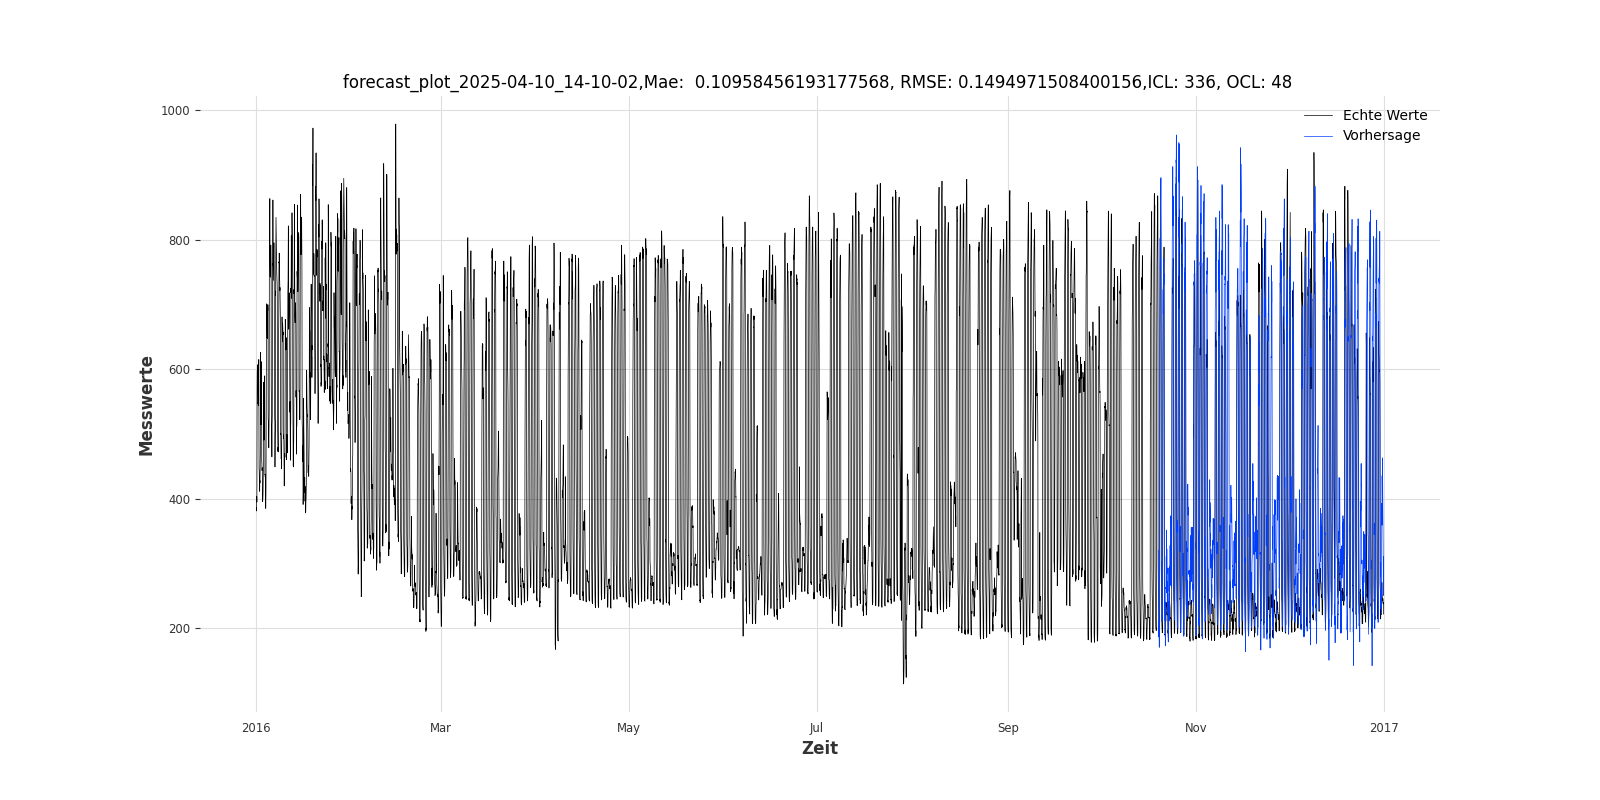 forecast_plot_2025-04-10_14-10-02,Mae:  0.10958456193177568, RMSE: 0.1494971508400156,ICL: 336, OCL: 48
1000
Echte Werte
Vorhersage
800
600
Messwerte
400
200
2016 Mar May Jul Sep Nov 2017
Zeit